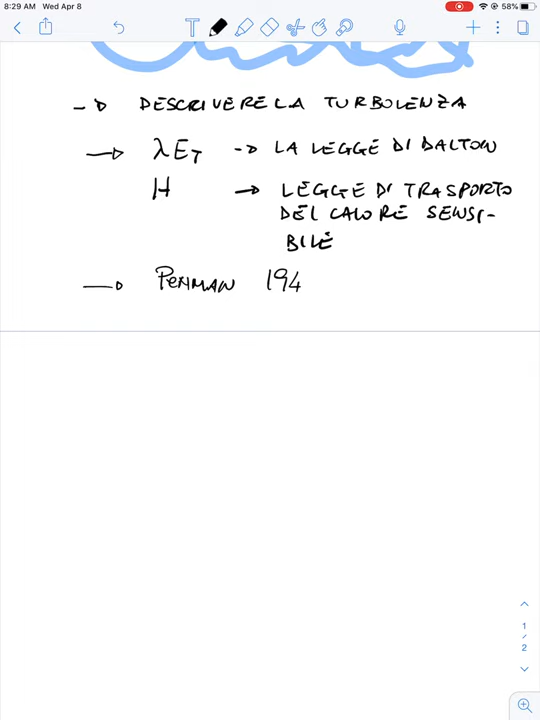 8:29 AM Wed Apr 8
58%
T
→ DESCRIVERE LA TURBOLENZA
→ λET → LA LEGGE DI DALTON
H → LEGGE DI TRASPORTO
DEL CALORE SENSI-
BILE
→ PENMAN 194
1
/
2